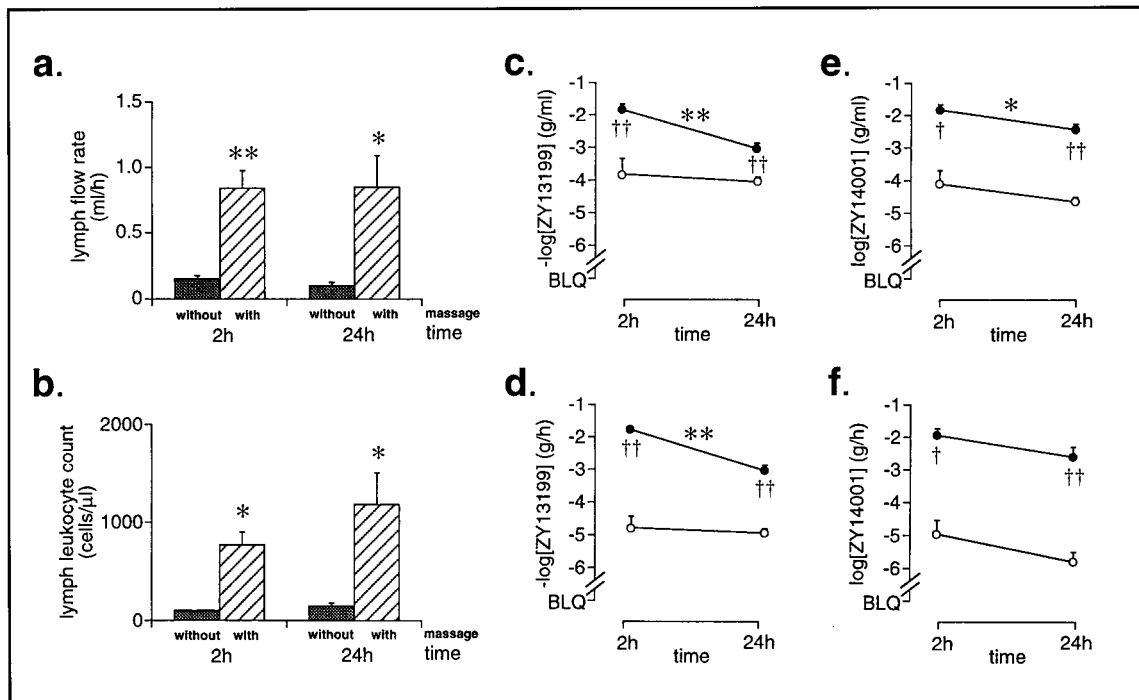 a.
lymph flow rate
(ml/h)
1.5
1.0
0.5
0
**
*
without with without with massage
2h 24h time
b.
lymph leukocyte count
(cells/µl)
2000
1000
0
*
*
without with without with massage
2h 24h time
c.
-log[ZY13199] (g/ml)
-1
-2
-3
-4
-5
-6
BLQ
**
††
††
2h 24h
time
d.
-log[ZY13199] (g/h)
-1
-2
-3
-4
-5
-6
BLQ
**
††
††
2h 24h
time
e.
log[ZY14001] (g/ml)
-1
-2
-3
-4
-5
-6
BLQ
*
†
††
2h 24h
time
f.
log[ZY14001] (g/h)
-1
-2
-3
-4
-5
-6
BLQ
†
††
2h 24h
time